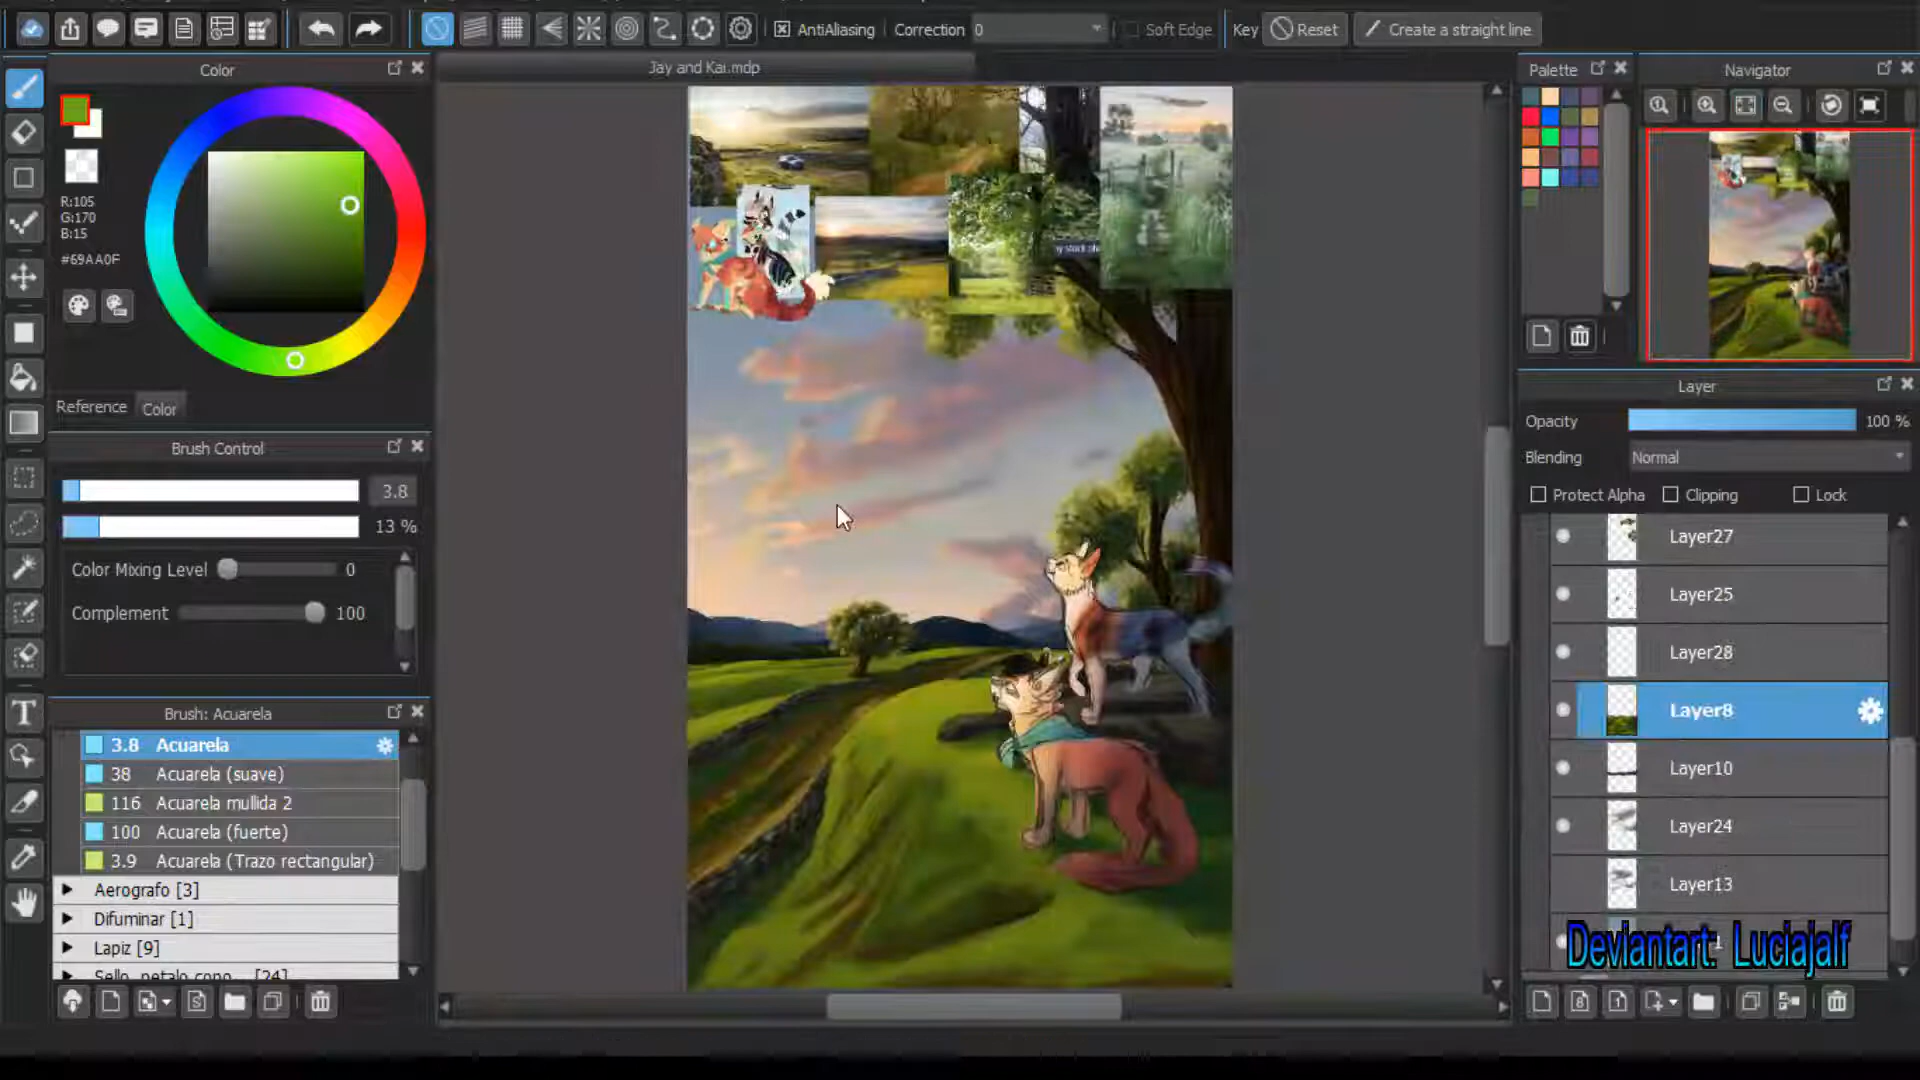 AntiAliasing
Correction 0
Soft Edge
Key
Reset
Create a straight line
Color
Jay and Kai.mdp
Palette
Navigator
R:105
G:170
B:15
#69AA0F
Reference
Color
Layer
Opacity
100 %
Blending
Normal
Protect Alpha
Clipping
Lock
Brush Control
3.8
13 %
Color Mixing Level
0
Complement
100
Brush: Acuarela
3.8 Acuarela
38 Acuarela (suave)
116 Acuarela mullida 2
100 Acuarela (fuerte)
3.9 Acuarela (Trazo rectangular)
Aerografo [3]
Difuminar [1]
Lapiz [9]
Layer27
Layer25
Layer28
Layer8
Layer10
Layer24
Layer13
Deviantart: Luciajalf